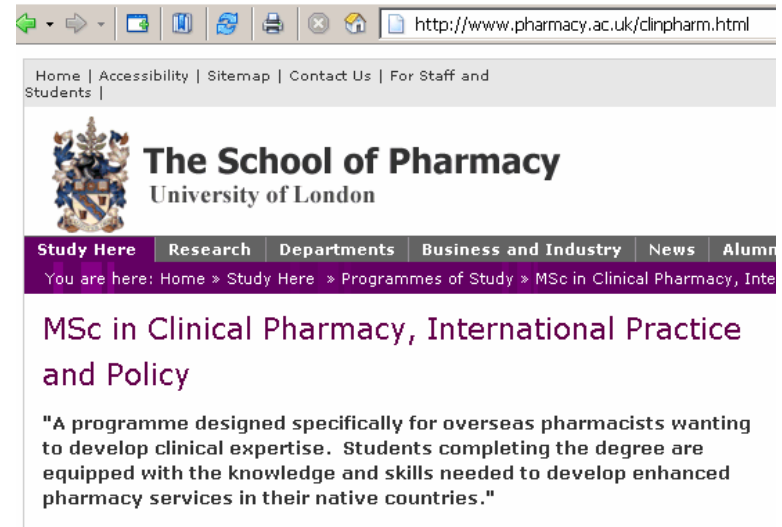 http://www.pharmacy.ac.uk/clinpharm.html
Home | Accessibility | Sitemap | Contact Us | For Staff and
Students |
The School of Pharmacy
University of London
Study Here | Research | Departments | Business and Industry | News | Alumn
You are here: Home » Study Here » Programmes of Study » MSc in Clinical Pharmacy, Inte
MSc in Clinical Pharmacy, International Practice
and Policy
"A programme designed specifically for overseas pharmacists wanting
to develop clinical expertise. Students completing the degree are
equipped with the knowledge and skills needed to develop enhanced
pharmacy services in their native countries."